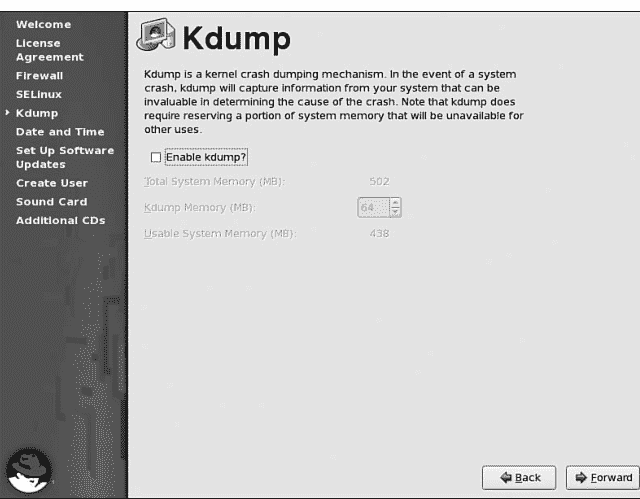 Welcome
License
Agreement
Firewall
SELinux
Kdump
Date and Time
Set Up Software
Updates
Create User
Sound Card
Additional CDs
Kdump
Kdump is a kernel crash dumping mechanism. In the event of a system
crash, kdump will capture information from your system that can be
invaluable in determining the cause of the crash. Note that kdump does
require reserving a portion of system memory that will be unavailable for
other uses.
Enable kdump?
Total System Memory (MB): 502
Kdump Memory (MB): 64
Usable System Memory (MB): 438
Back
Forward